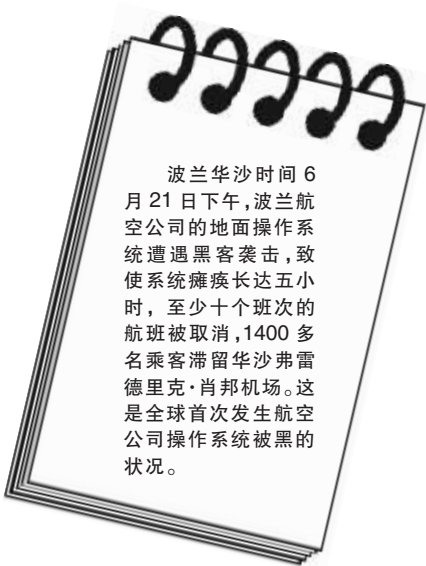 波兰华沙时间 6
月 21 日下午,波兰航
空公司的地面操作系
统遭遇黑客袭击,致
使系统瘫痪长达五小
时，至少十个班次的
航班被取消,1400 多
名乘客滞留华沙弗雷
德里克·肖邦机场。这
是全球首次发生航空
公司操作系统被黑的
状况。